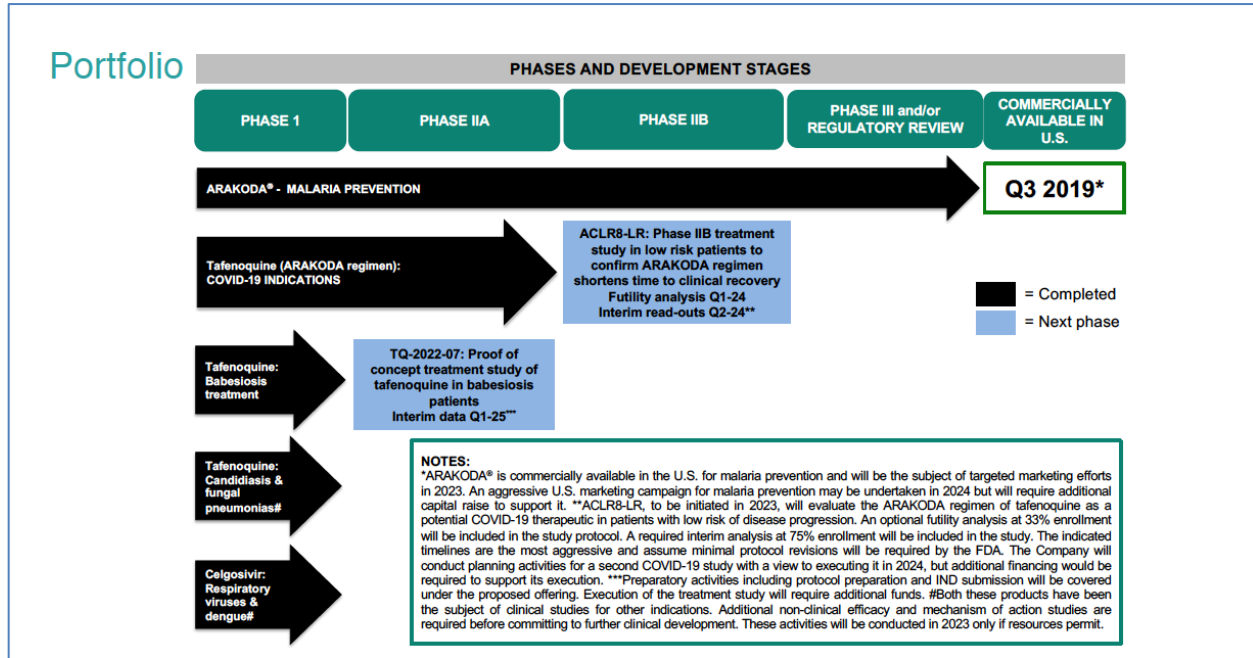 Portfolio
PHASES AND DEVELOPMENT STAGES
PHASE 1
PHASE IIA
PHASE IIB
PHASE III and/or
REGULATORY REVIEW
COMMERCIALLY
AVAILABLE IN
U.S.
ARAKODA® - MALARIA PREVENTION
Q3 2019*
Tafenoquine (ARAKODA regimen):
COVID-19 INDICATIONS
ACLR8-LR: Phase IIB treatment
study in low risk patients to
confirm ARAKODA regimen
shortens time to clinical recovery
Futility analysis Q1-24
Interim read-outs Q2-24**
= Completed
= Next phase
Tafenoquine:
Babesiosis
treatment
TQ-2022-07: Proof of
concept treatment study of
tafenoquine in babesiosis
patients
Interim data Q1-25***
Tafenoquine:
Candidiasis &
fungal
pneumonias#
Celgosivir:
Respiratory
viruses &
dengue#
NOTES:
*ARAKODA® is commercially available in the U.S. for malaria prevention and will be the subject of targeted marketing efforts
in 2023. An aggressive U.S. marketing campaign for malaria prevention may be undertaken in 2024 but will require additional
capital raise to support it. **ACLR8-LR, to be initiated in 2023, will evaluate the ARAKODA regimen of tafenoquine as a
potential COVID-19 therapeutic in patients with low risk of disease progression. An optional futility analysis at 33% enrollment
will be included in the study protocol. A required interim analysis at 75% enrollment will be included in the study. The indicated
timelines are the most aggressive and assume minimal protocol revisions will be required by the FDA. The Company will
conduct planning activities for a second COVID-19 study with a view to executing it in 2024, but additional financing would be
required to support its execution. ***Preparatory activities including protocol preparation and IND submission will be covered
under the proposed offering. Execution of the treatment study will require additional funds. #Both these products have been
the subject of clinical studies for other indications. Additional non-clinical efficacy and mechanism of action studies are
required before committing to further clinical development. These activities will be conducted in 2023 only if resources permit.